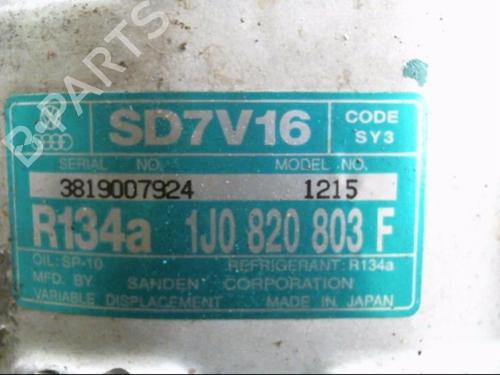 B-PARTS
SD7V16
CODE
SY3
SERIAL NO.
MODEL NO.
3819007924
1215
R134a 1J0 820 803 F
OIL: SP-10
REFRIGERANT: R134a
MFD. BY SANDEN CORPORATION
VARIABLE DISPLACEMENT MADE IN JAPAN